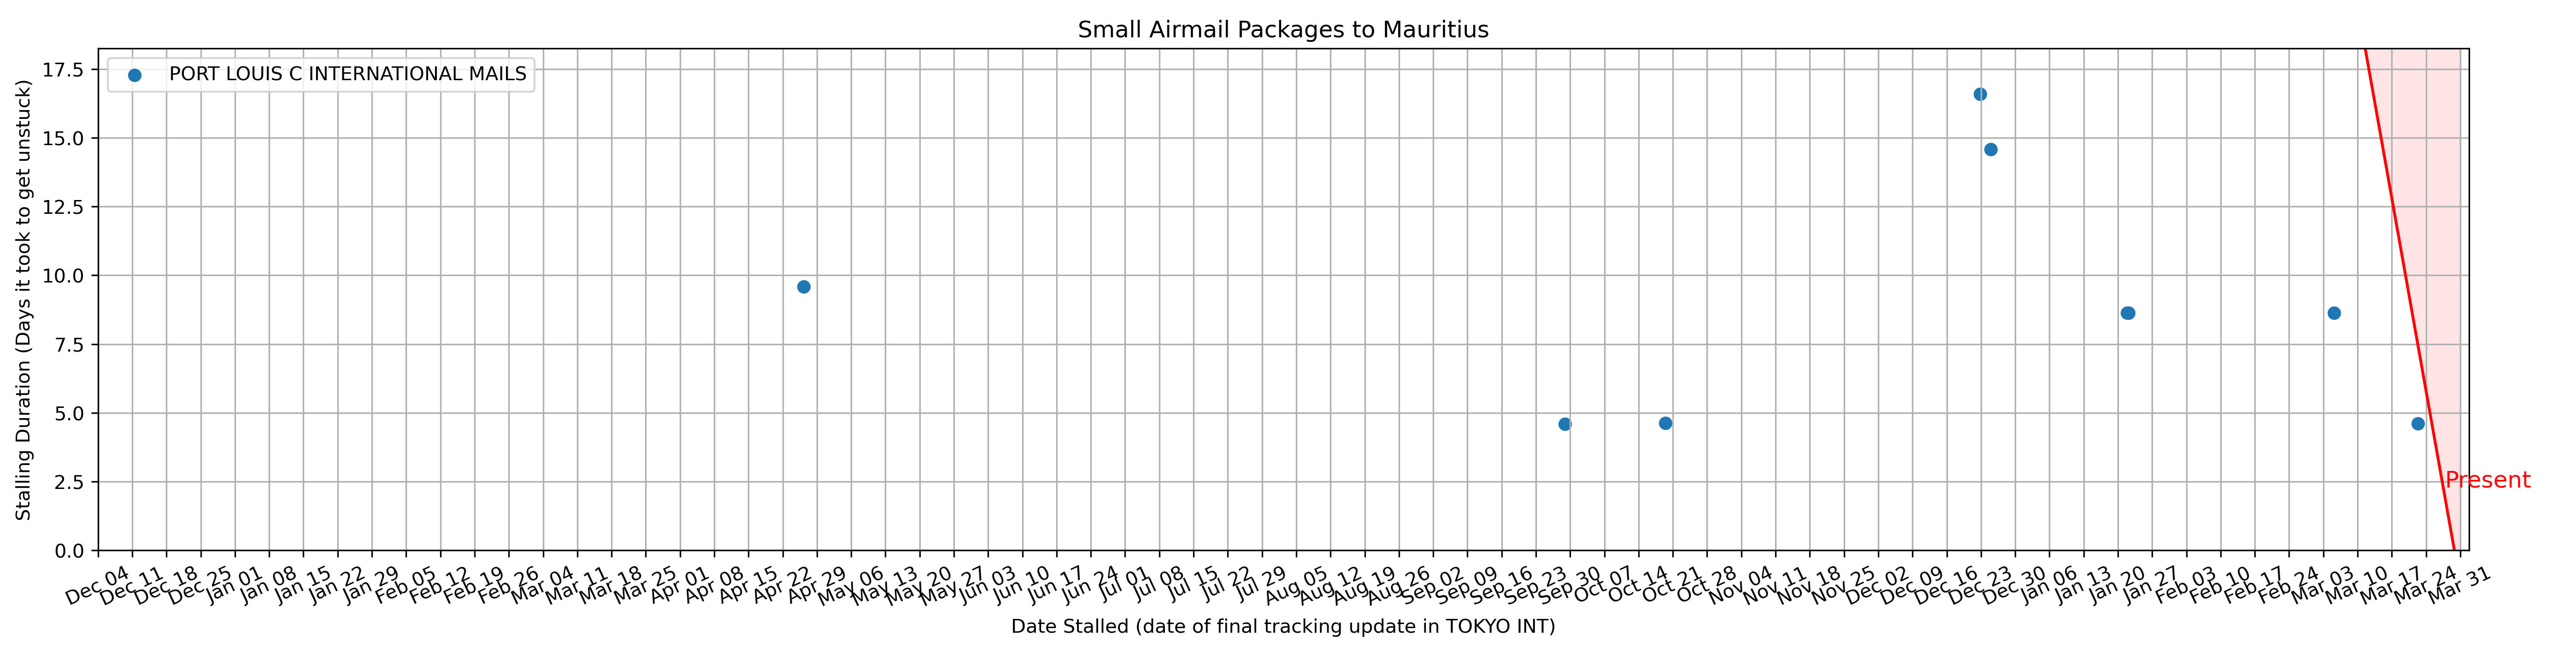 Small Airmail Packages to Mauritius
PORT LOUIS C INTERNATIONAL MAILS
Stalling Duration (Days it took to get unstuck)
17.5
15.0
12.5
10.0
7.5
5.0
2.5
0.0
Present
Dec 04
Dec 11
Dec 18
Dec 25
Jan 01
Jan 08
Jan 15
Jan 22
Jan 29
Feb 05
Feb 12
Feb 19
Feb 26
Mar 04
Mar 11
Mar 18
Mar 25
Apr 01
Apr 08
Apr 15
Apr 22
Apr 29
May 06
May 13
May 20
May 27
Jun 03
Jun 10
Jun 17
Jun 24
Jul 01
Jul 08
Jul 15
Jul 22
Jul 29
Aug 05
Aug 12
Aug 19
Aug 26
Sep 02
Sep 09
Sep 16
Sep 23
Sep 30
Oct 07
Oct 14
Oct 21
Oct 28
Nov 04
Nov 11
Nov 18
Nov 25
Dec 02
Dec 09
Dec 16
Dec 23
Dec 30
Jan 06
Jan 13
Jan 20
Jan 27
Feb 03
Feb 10
Feb 17
Feb 24
Mar 03
Mar 10
Mar 17
Mar 24
Mar 31
Date Stalled (date of final tracking update in TOKYO INT)